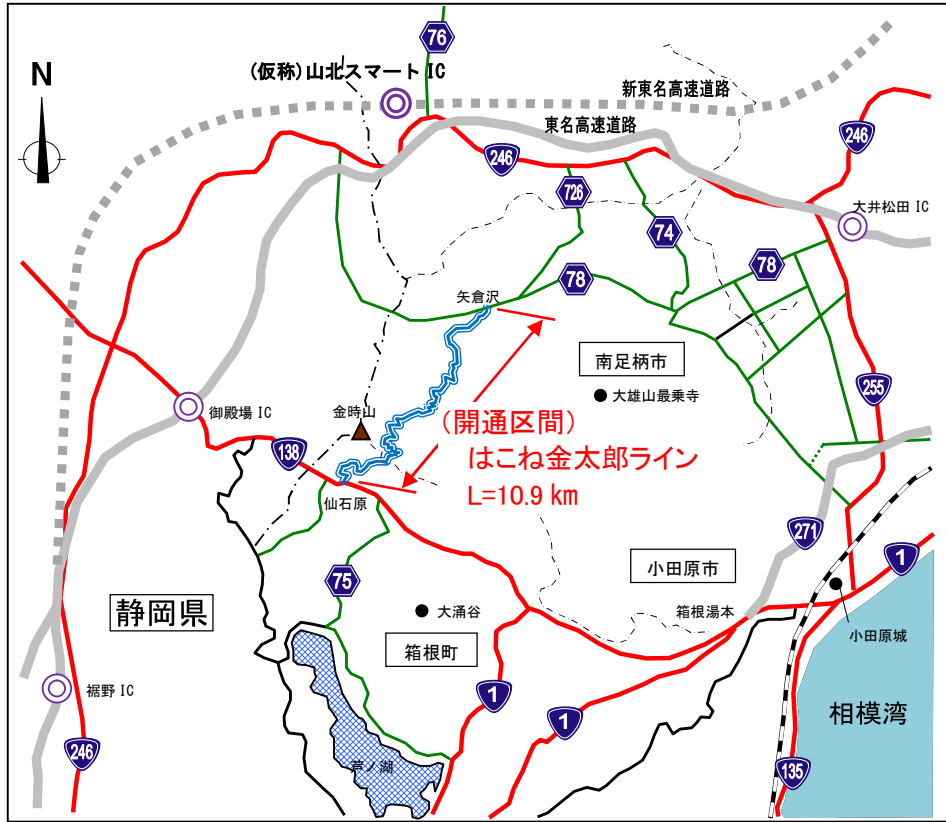 76
(仮称)山北スマートIC
N
新東名高速道路
東名高速道路
246
246
726
大井松田 IC
74
78
矢倉沢
78
南足柄市
大雄山最乗寺
255
御殿場 IC
金時山
(開通区間)
はこね金太郎ライン
L=10.9 km
138
仙石原
271
1
小田原市
75
静岡県
大涌谷
箱根湯本
小田原城
箱根町
裾野 IC
1
1
相模湾
246
芦ノ湖
135